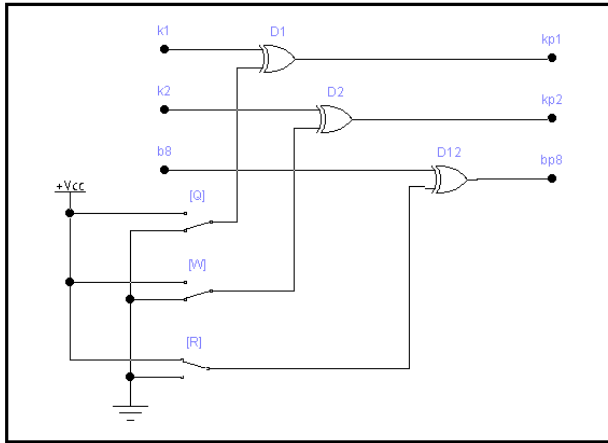 k1
D1
kp1
k2
D2
kp2
b8
D12
bp8
+Vcc
[Q]
[W]
[R]